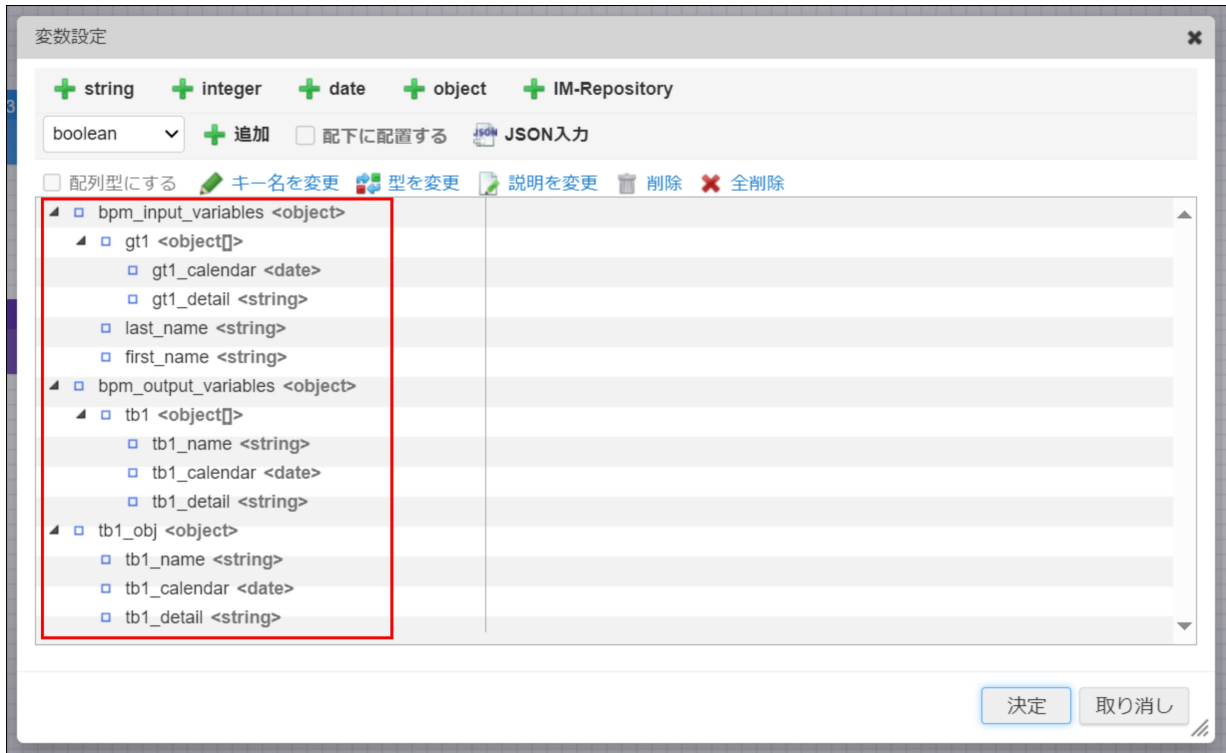 変数設定
string integer date object IM-Repository
boolean 追加 配下に配置する JSON JSON入力
配列型にする キー名を変更 型を変更 説明を変更 削除 全削除
bpm_input_variables <object>
gt1 <object[]>
gt1_calendar <date>
gt1_detail <string>
last_name <string>
first_name <string>
bpm_output_variables <object>
tb1 <object[]>
tb1_name <string>
tb1_calendar <date>
tb1_detail <string>
tb1_obj <object>
tb1_name <string>
tb1_calendar <date>
tb1_detail <string>
決定 取り消し
3